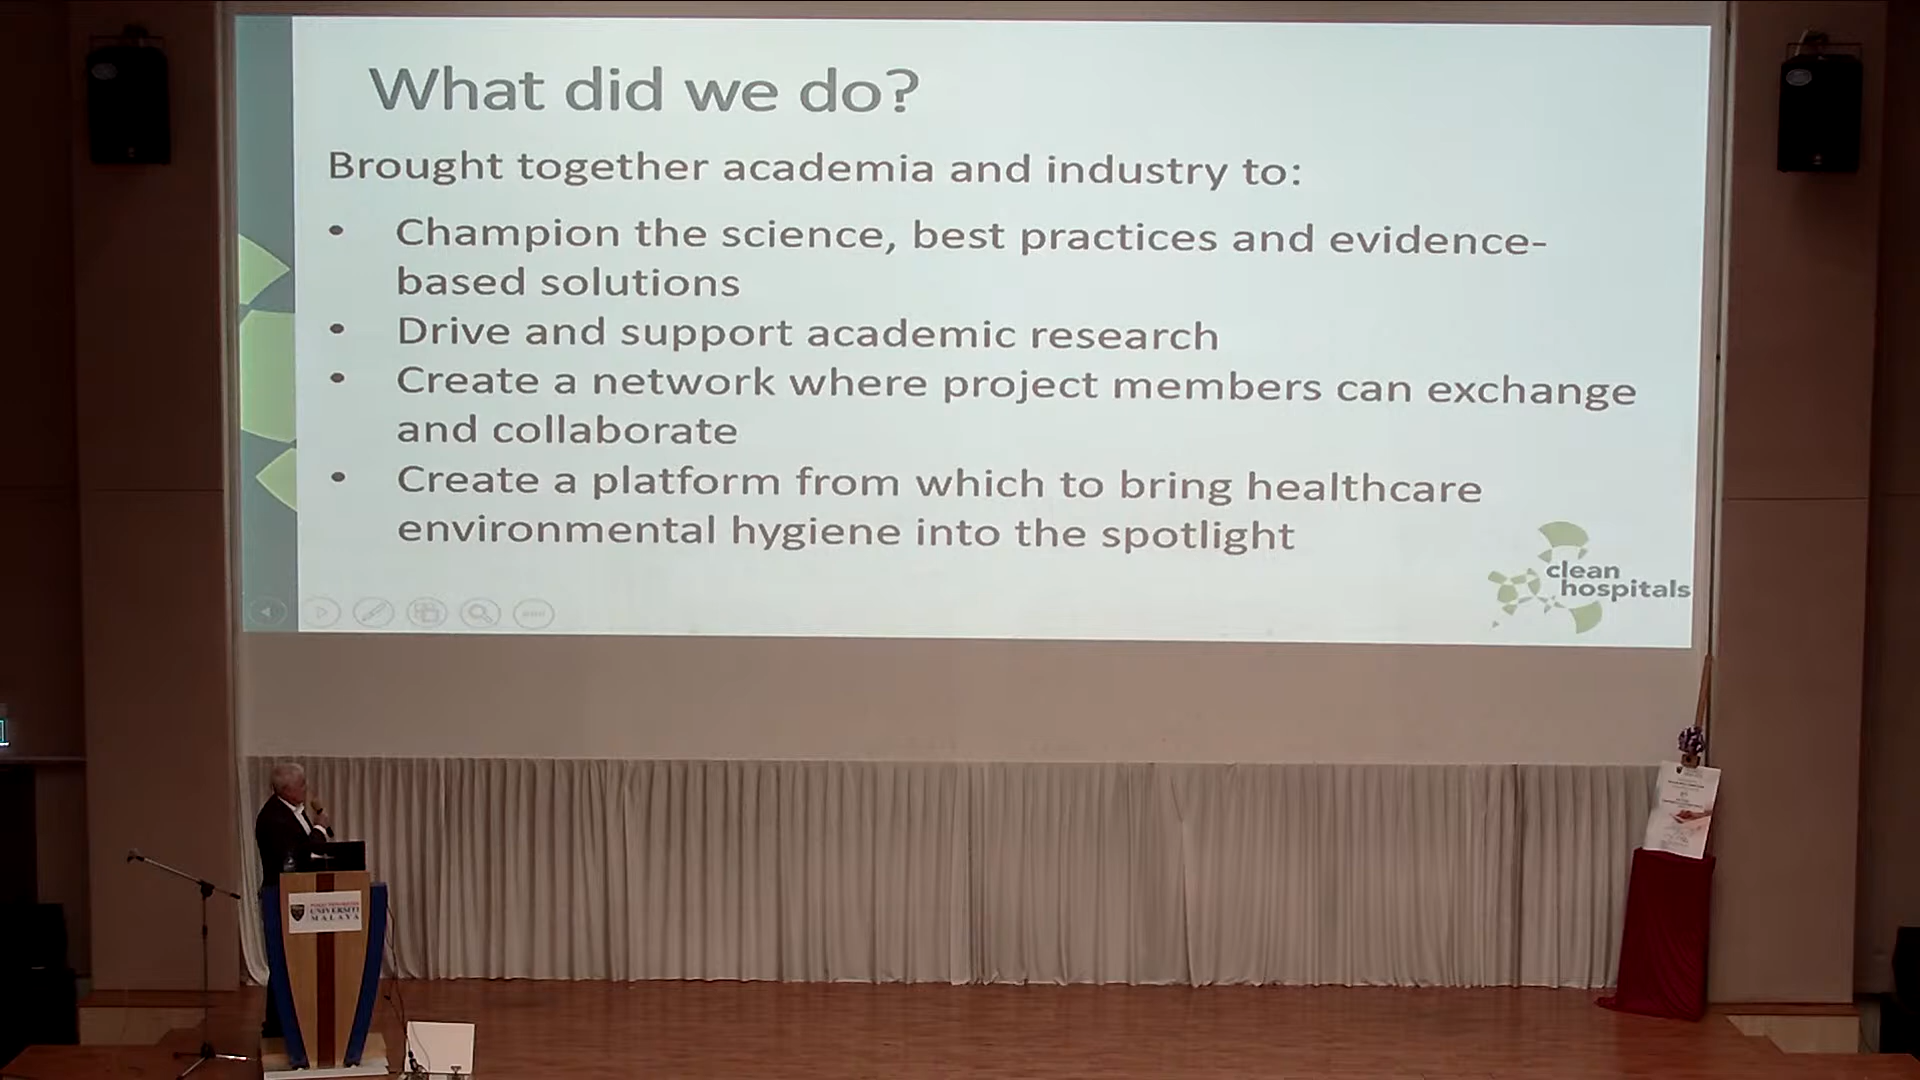 What did we do?
Brought together academia and industry to:
• Champion the science, best practices and evidence-
based solutions
• Drive and support academic research
• Create a network where project members can exchange
and collaborate
• Create a platform from which to bring healthcare
environmental hygiene into the spotlight
clean
hospitals
UNIVERSITI
MALAYA